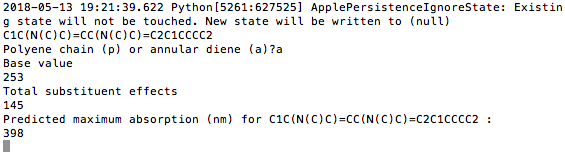 2018-05-13 19:21:39.622 Python[5261:627525] ApplePersistenceIgnoreState: Existin
g state will not be touched. New state will be written to (null)
C1C(N(C)C)=CC(N(C)C)=C2C1CCCC2
Polyene chain (p) or annular diene (a)?a
Base value
253
Total substituent effects
145
Predicted maximum absorption (nm) for C1C(N(C)C)=CC(N(C)C)=C2C1CCCC2 :
398